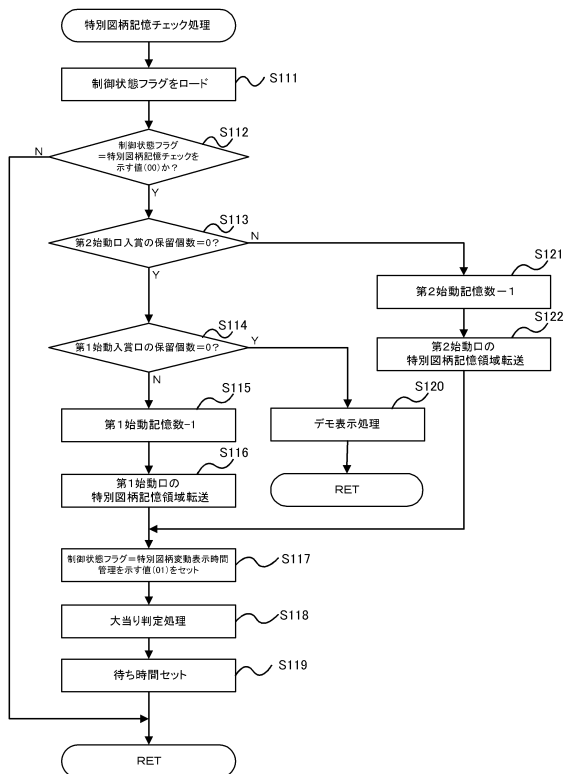 特別図柄記憶チェック処理
制御状態フラグをロード
S111
制御状態フラグ
=特別図柄記憶チェックを
示す値(00)か?
S112
N
Y
第2始動口入賞の保留個数=0?
S113
N
Y
第2始動記憶数-1
S121
第2始動口の
特別図柄記憶領域転送
S122
第1始動入賞口の保留個数=0?
S114
Y
N
第1始動記憶数-1
S115
デモ表示処理
S120
第1始動口の
特別図柄記憶領域転送
S116
RET
制御状態フラグ=特別図柄変動表示時間
管理を示す値(01)をセット
S117
大当り判定処理
S118
待ち時間セット
S119
RET